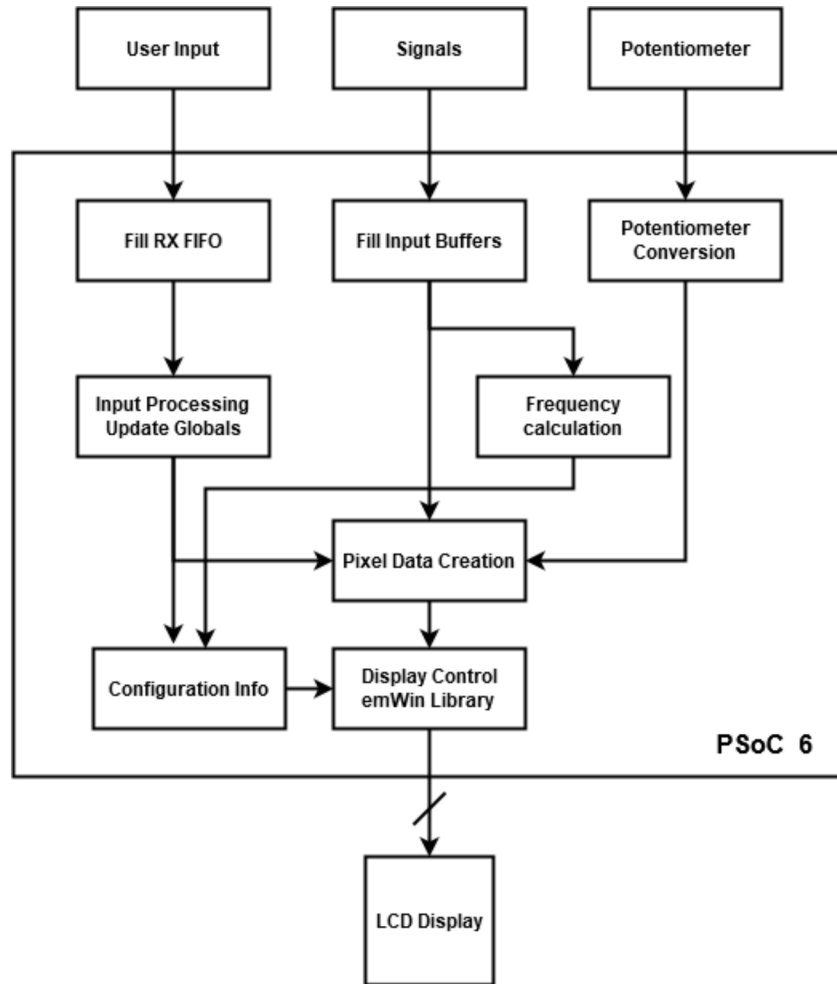 User Input
Signals
Potentiometer
Fill RX FIFO
Fill Input Buffers
Potentiometer
Conversion
Input Processing
Update Globals
Frequency
calculation
Pixel Data Creation
Configuration Info
Display Control
emWin Library
PSoC 6
LCD Display